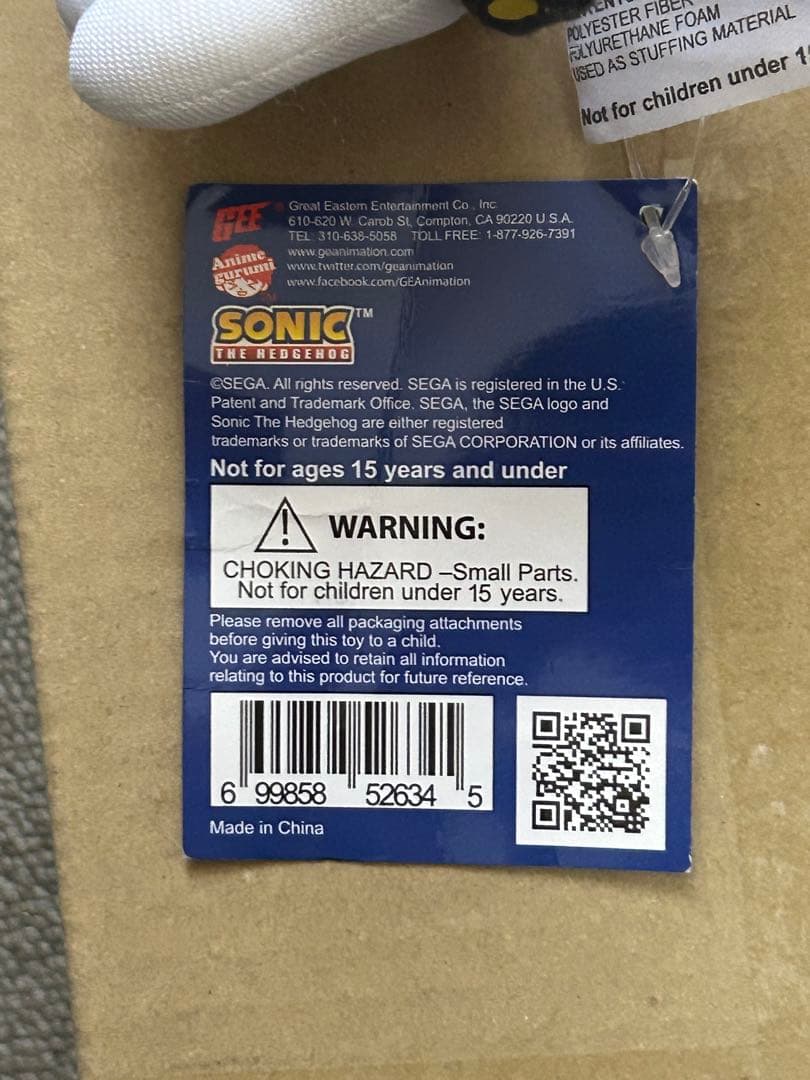 POLYESTER FIBER
POLYURETHANE FOAM
USED AS STUFFING MATERIAL
Not for children under
GEE
Great Eastern Entertainment Co., Inc.
610-620 W. Carob St, Compton, CA 90220 U.S.A.
TEL: 310-638-5058 TOLL FREE: 1-877-926-7391
Anime
gurumi
www.geanimation.com
www.twitter.com/geanimation
www.facebook.com/GEAnimation
SONIC™
THE HEDGEHOG
©SEGA. All rights reserved. SEGA is registered in the U.S.
Patent and Trademark Office. SEGA, the SEGA logo and
Sonic The Hedgehog are either registered
trademarks or trademarks of SEGA CORPORATION or its affiliates.
Not for ages 15 years and under
WARNING:
CHOKING HAZARD –Small Parts.
Not for children under 15 years.
Please remove all packaging attachments
before giving this toy to a child.
You are advised to retain all information
relating to this product for future reference.
6 99858 52634 5
Made in China